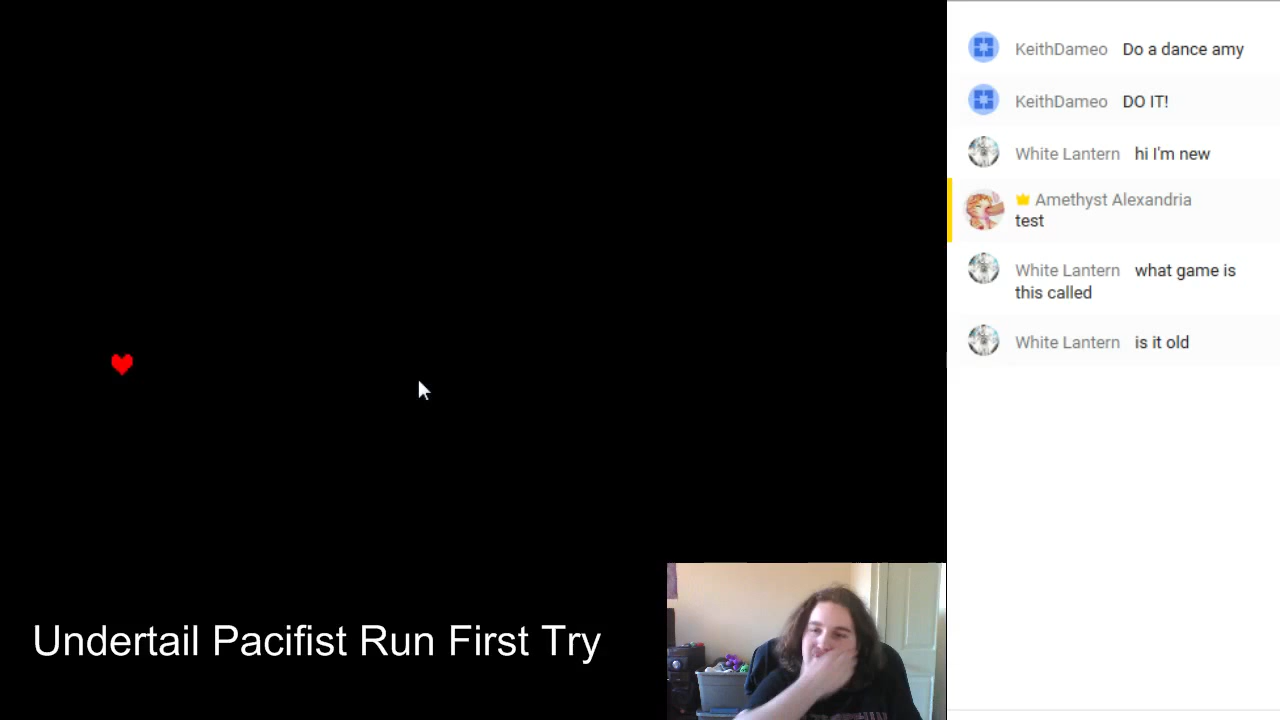 KeithDameo Do a dance amy
KeithDameo DO IT!
White Lantern hi I'm new
Amethyst Alexandria
test
White Lantern what game is
this called
White Lantern is it old
Undertail Pacifist Run First Try